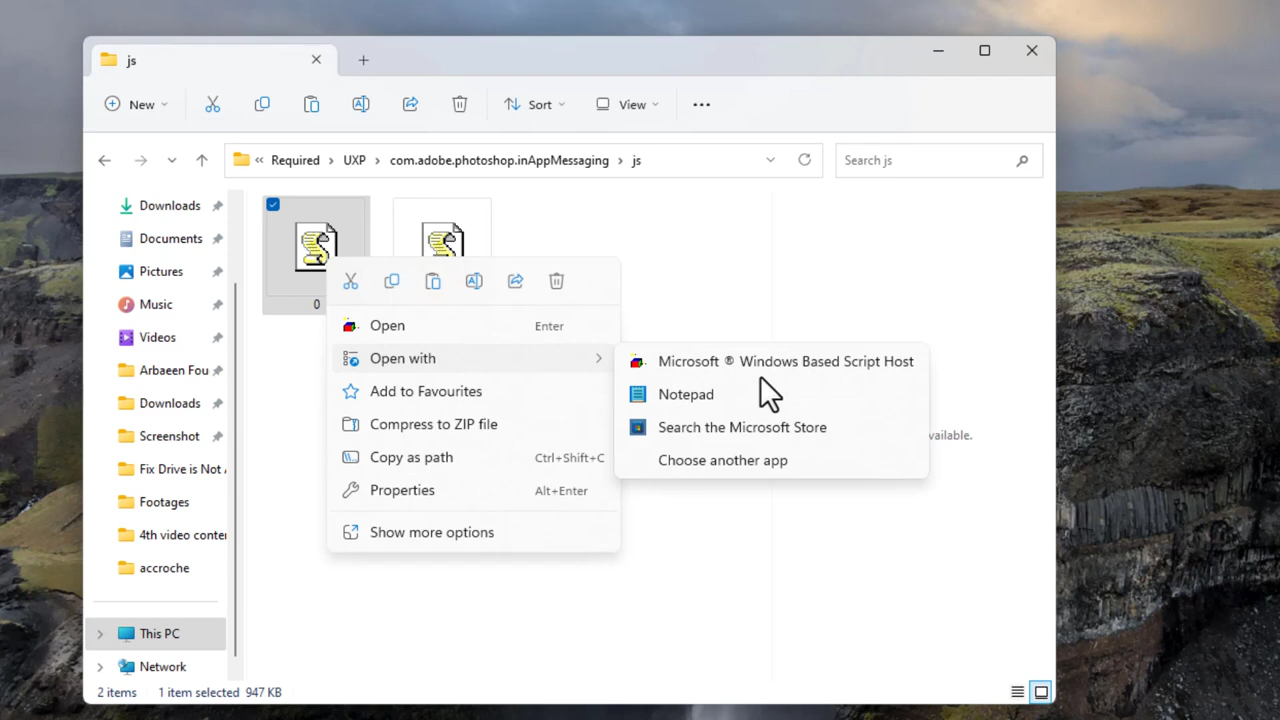 js
New
Sort
View
Required
UXP
com.adobe.photoshop.inAppMessaging
js
Search js
Downloads
Documents
Pictures
Music
Videos
Arbaeen Fou
Downloads
Screenshot
Fix Drive is Not A
Footages
4th video conter
accroche
This PC
Network
0
Open Enter
Open with
Add to Favourites
Compress to ZIP file
Copy as path Ctrl+Shift+C
Properties Alt+Enter
Show more options
Microsoft ® Windows Based Script Host
Notepad
Search the Microsoft Store
Choose another app
vailable.
2 items 1 item selected 947 KB